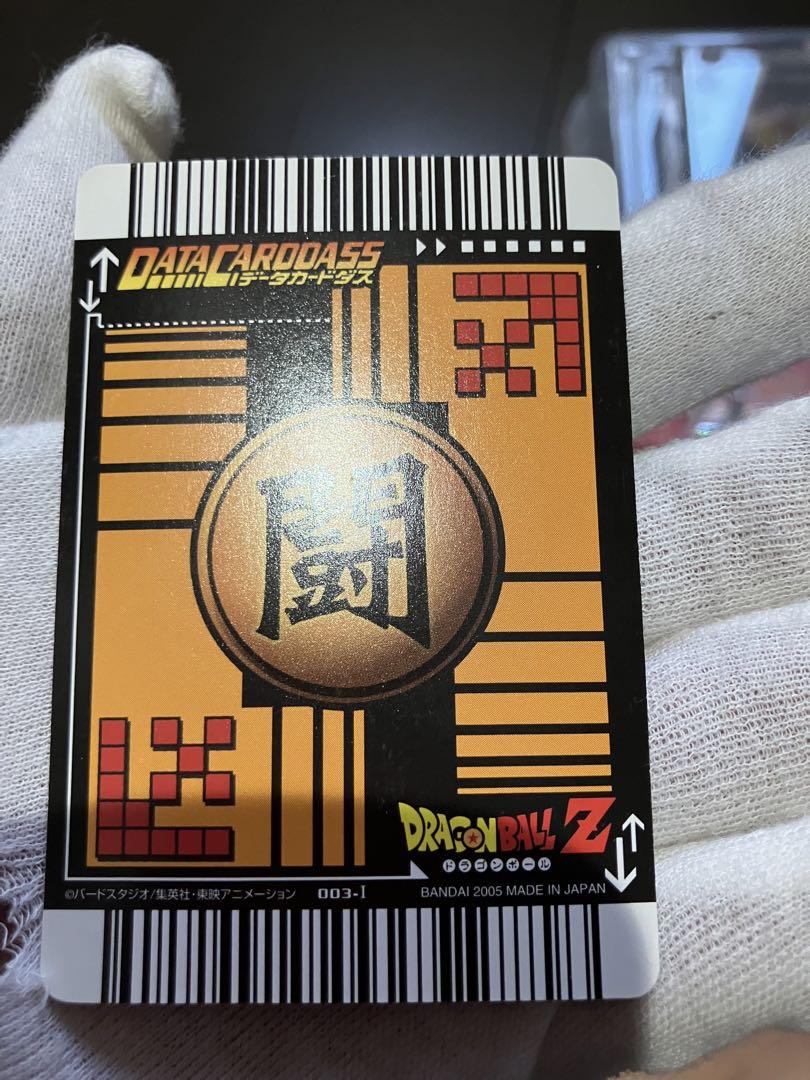 DATACARDDASS
データカードダス
闘
DRAGONBALL Z
ドラゴンボール
©バードスタジオ/集英社・東映アニメーション 003-I BANDAI 2005 MADE IN JAPAN